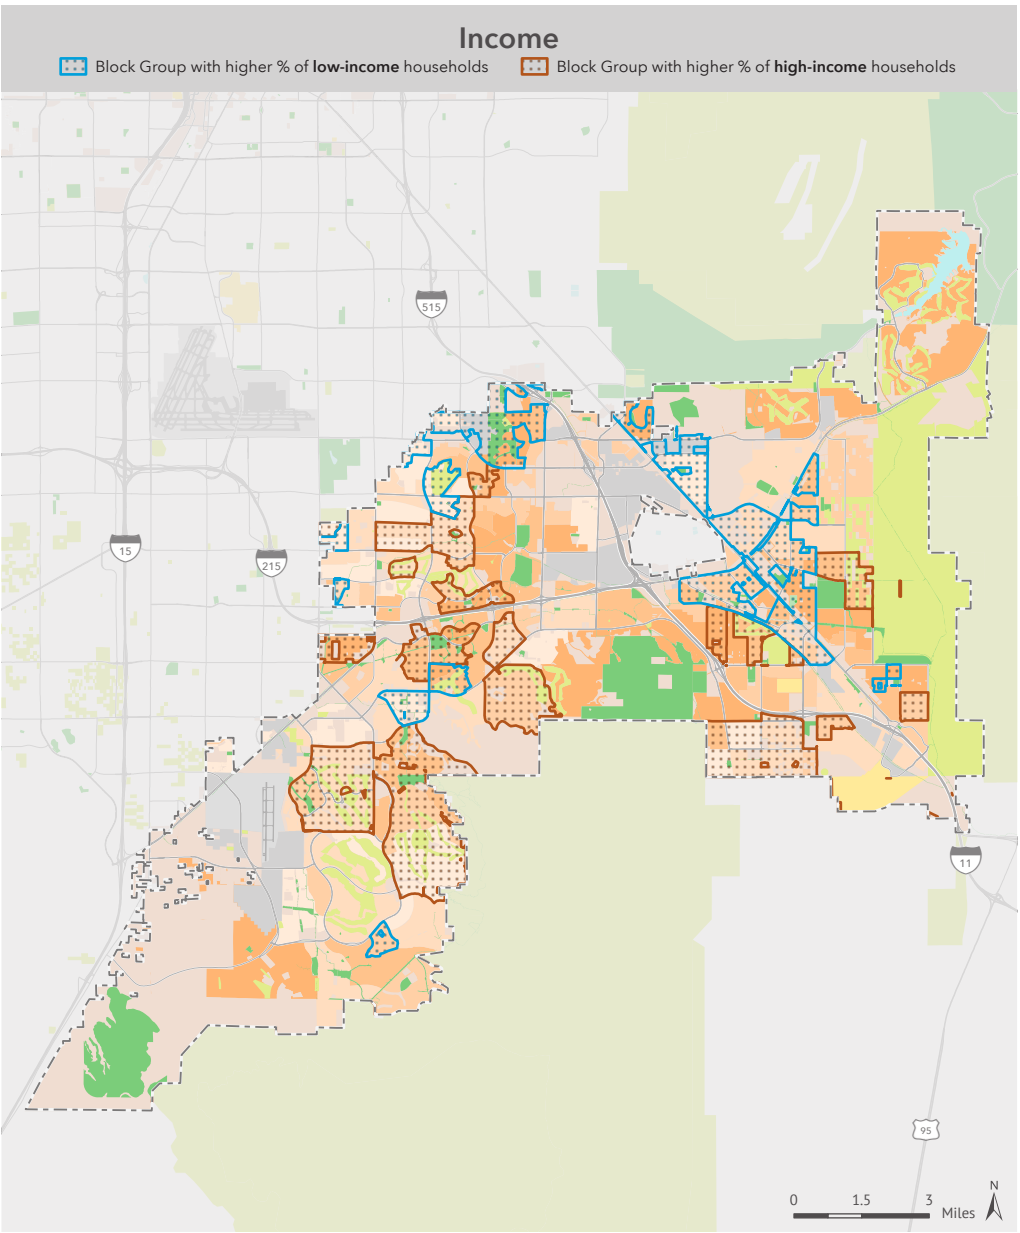 Income
Block Group with higher % of low-income households
Block Group with higher % of high-income households
515
15
215
11
95
N
0 1.5 3
Miles